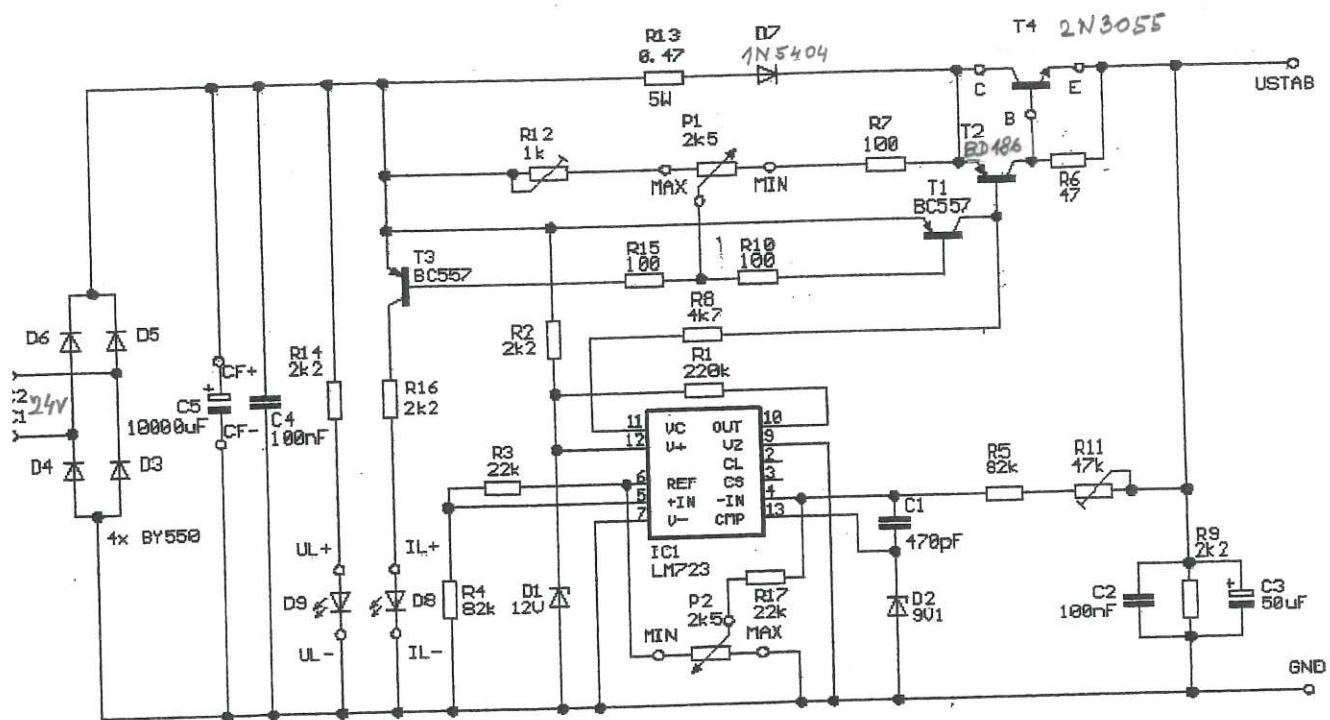 T4 2N3055
R13
0.47
5W
D7
1N5404
C
E
B
USTAB
R12
1k
P1
2k5
MAX
MIN
R7
100
T2
BD486
R6
47
T1
BC557
T3
BC557
R15
100
R10
100
R8
4k7
R2
2k2
R1
220k
D6
D5
R14
2k2
R16
2k2
24V
C5
10000uF
CF+
CF-
C4
100nF
D4
D3
4x BY550
R3
22k
11 VC
12 V+
6 REF
5 +IN
7 V-
OUT 10
VZ 9
CL 2
CS 3
-IN 4
CMP 13
IC1
LM723
R5
82k
R11
47k
C1
470pF
R9
2k2
UL+
IL+
D9
D8
UL-
IL-
R4
82k
D1
12V
P2
2k5
R17
22k
MIN
MAX
D2
9V1
C2
100nF
C3
50uF
GND